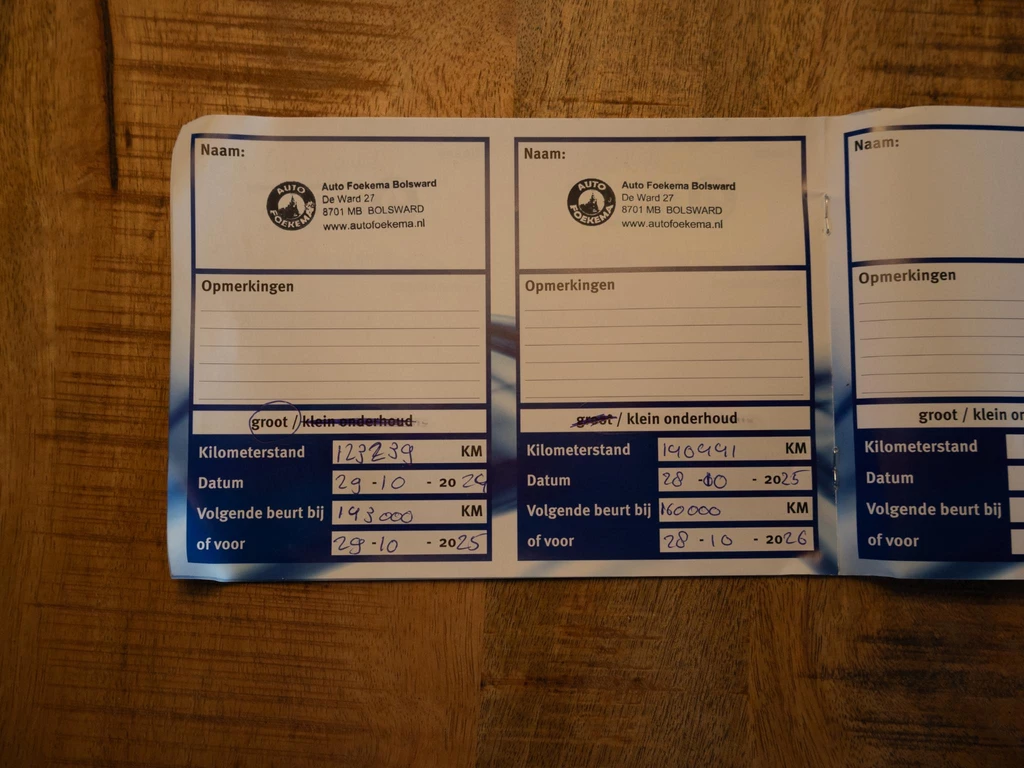 Naam:
AUTO FOEKEMA
Auto Foekema Bolsward
De Ward 27
8701 MB BOLSWARD
www.autofoekema.nl
Opmerkingen
groot / klein onderhoud
Kilometerstand 123239 KM
Datum 29 -10 - 2024
Volgende beurt bij 143000 KM
of voor 29 -10 - 2025
Naam:
AUTO FOEKEMA
Auto Foekema Bolsward
De Ward 27
8701 MB BOLSWARD
www.autofoekema.nl
Opmerkingen
groot / klein onderhoud
Kilometerstand 140441 KM
Datum 28 -10 - 2025
Volgende beurt bij 160000 KM
of voor 28 -10 - 2026
Naam:
Opmerkingen
groot / klein or
Kilometerstand
Datum
Volgende beurt bij
of voor